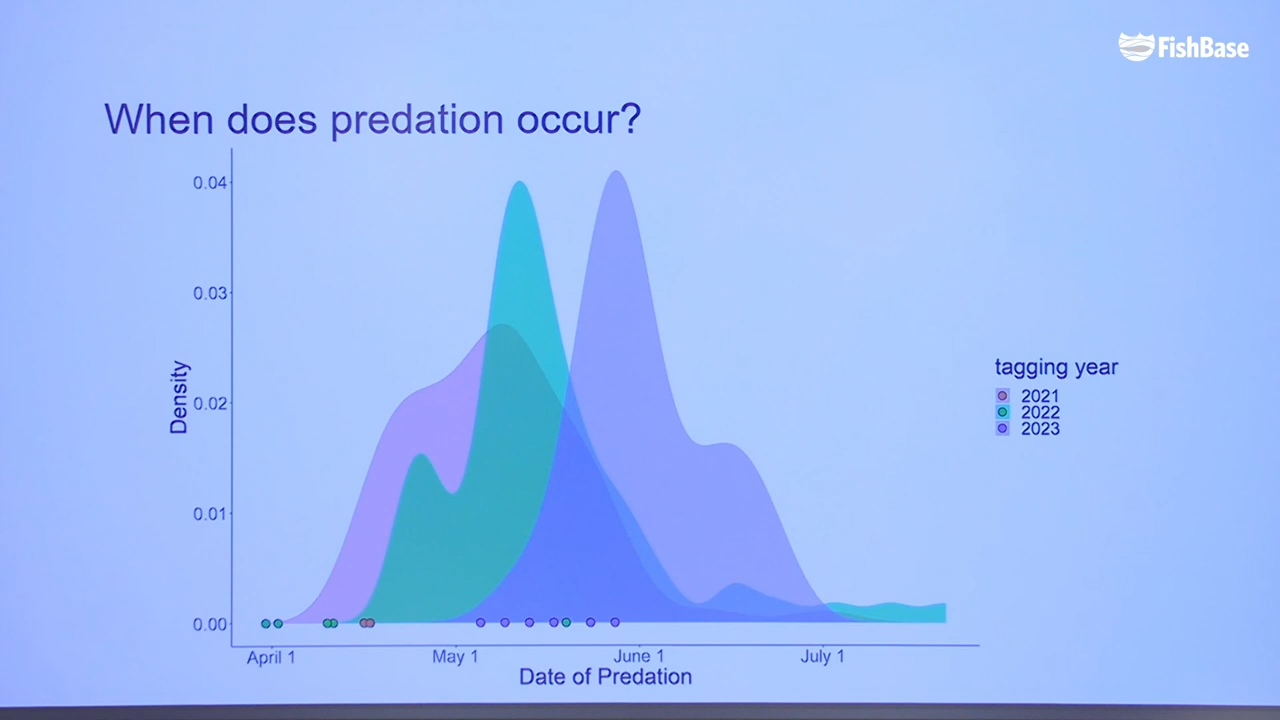 FishBase
When does predation occur?
0.04
0.03
0.02
0.01
0.00
Density
April 1
May 1
June 1
July 1
Date of Predation
tagging year
2021
2022
2023